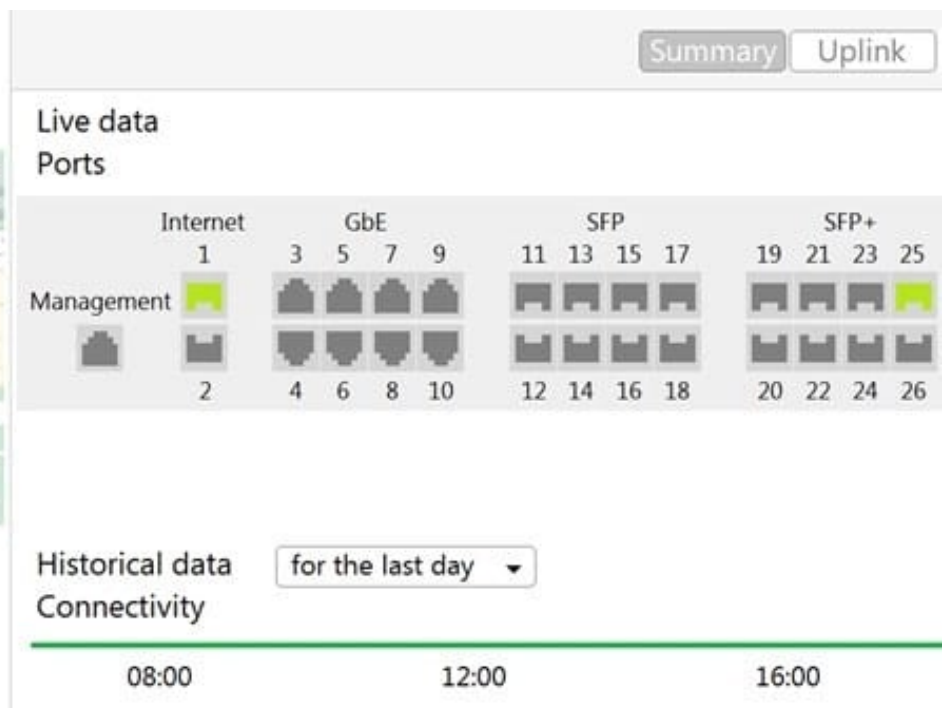 Summary Uplink
Live data
Ports
Internet GbE SFP SFP+
1 3 5 7 9 11 13 15 17 19 21 23 25
Management
2 4 6 8 10 12 14 16 18 20 22 24 26
Historical data for the last day
Connectivity
08:00 12:00 16:00